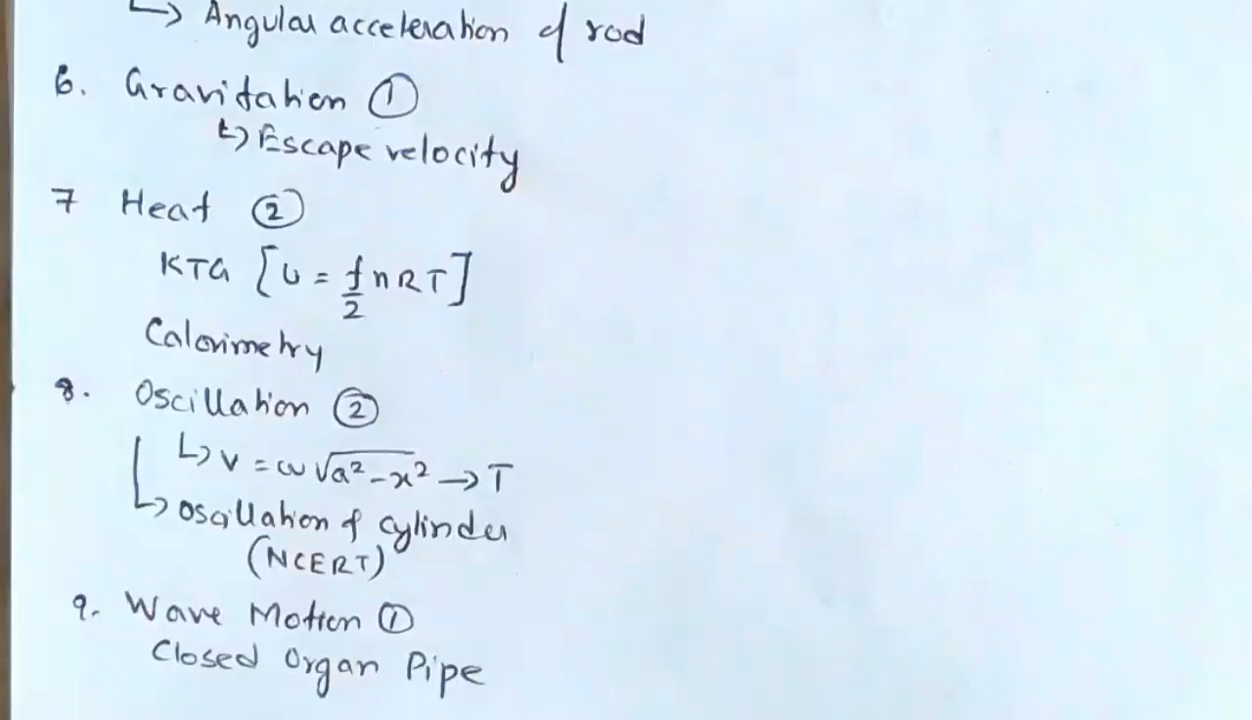 ↳ Angular acceleration of rod
6. Gravitation ①
↳ Escape velocity
7 Heat ②
KTG [U = f/2 nRT]
Calorimetry
8. Oscillation ②
↳ v = ω √a² - x² → T
↳ oscillation of cylinder
(NCERT)
9. Wave Motion ①
Closed Organ Pipe